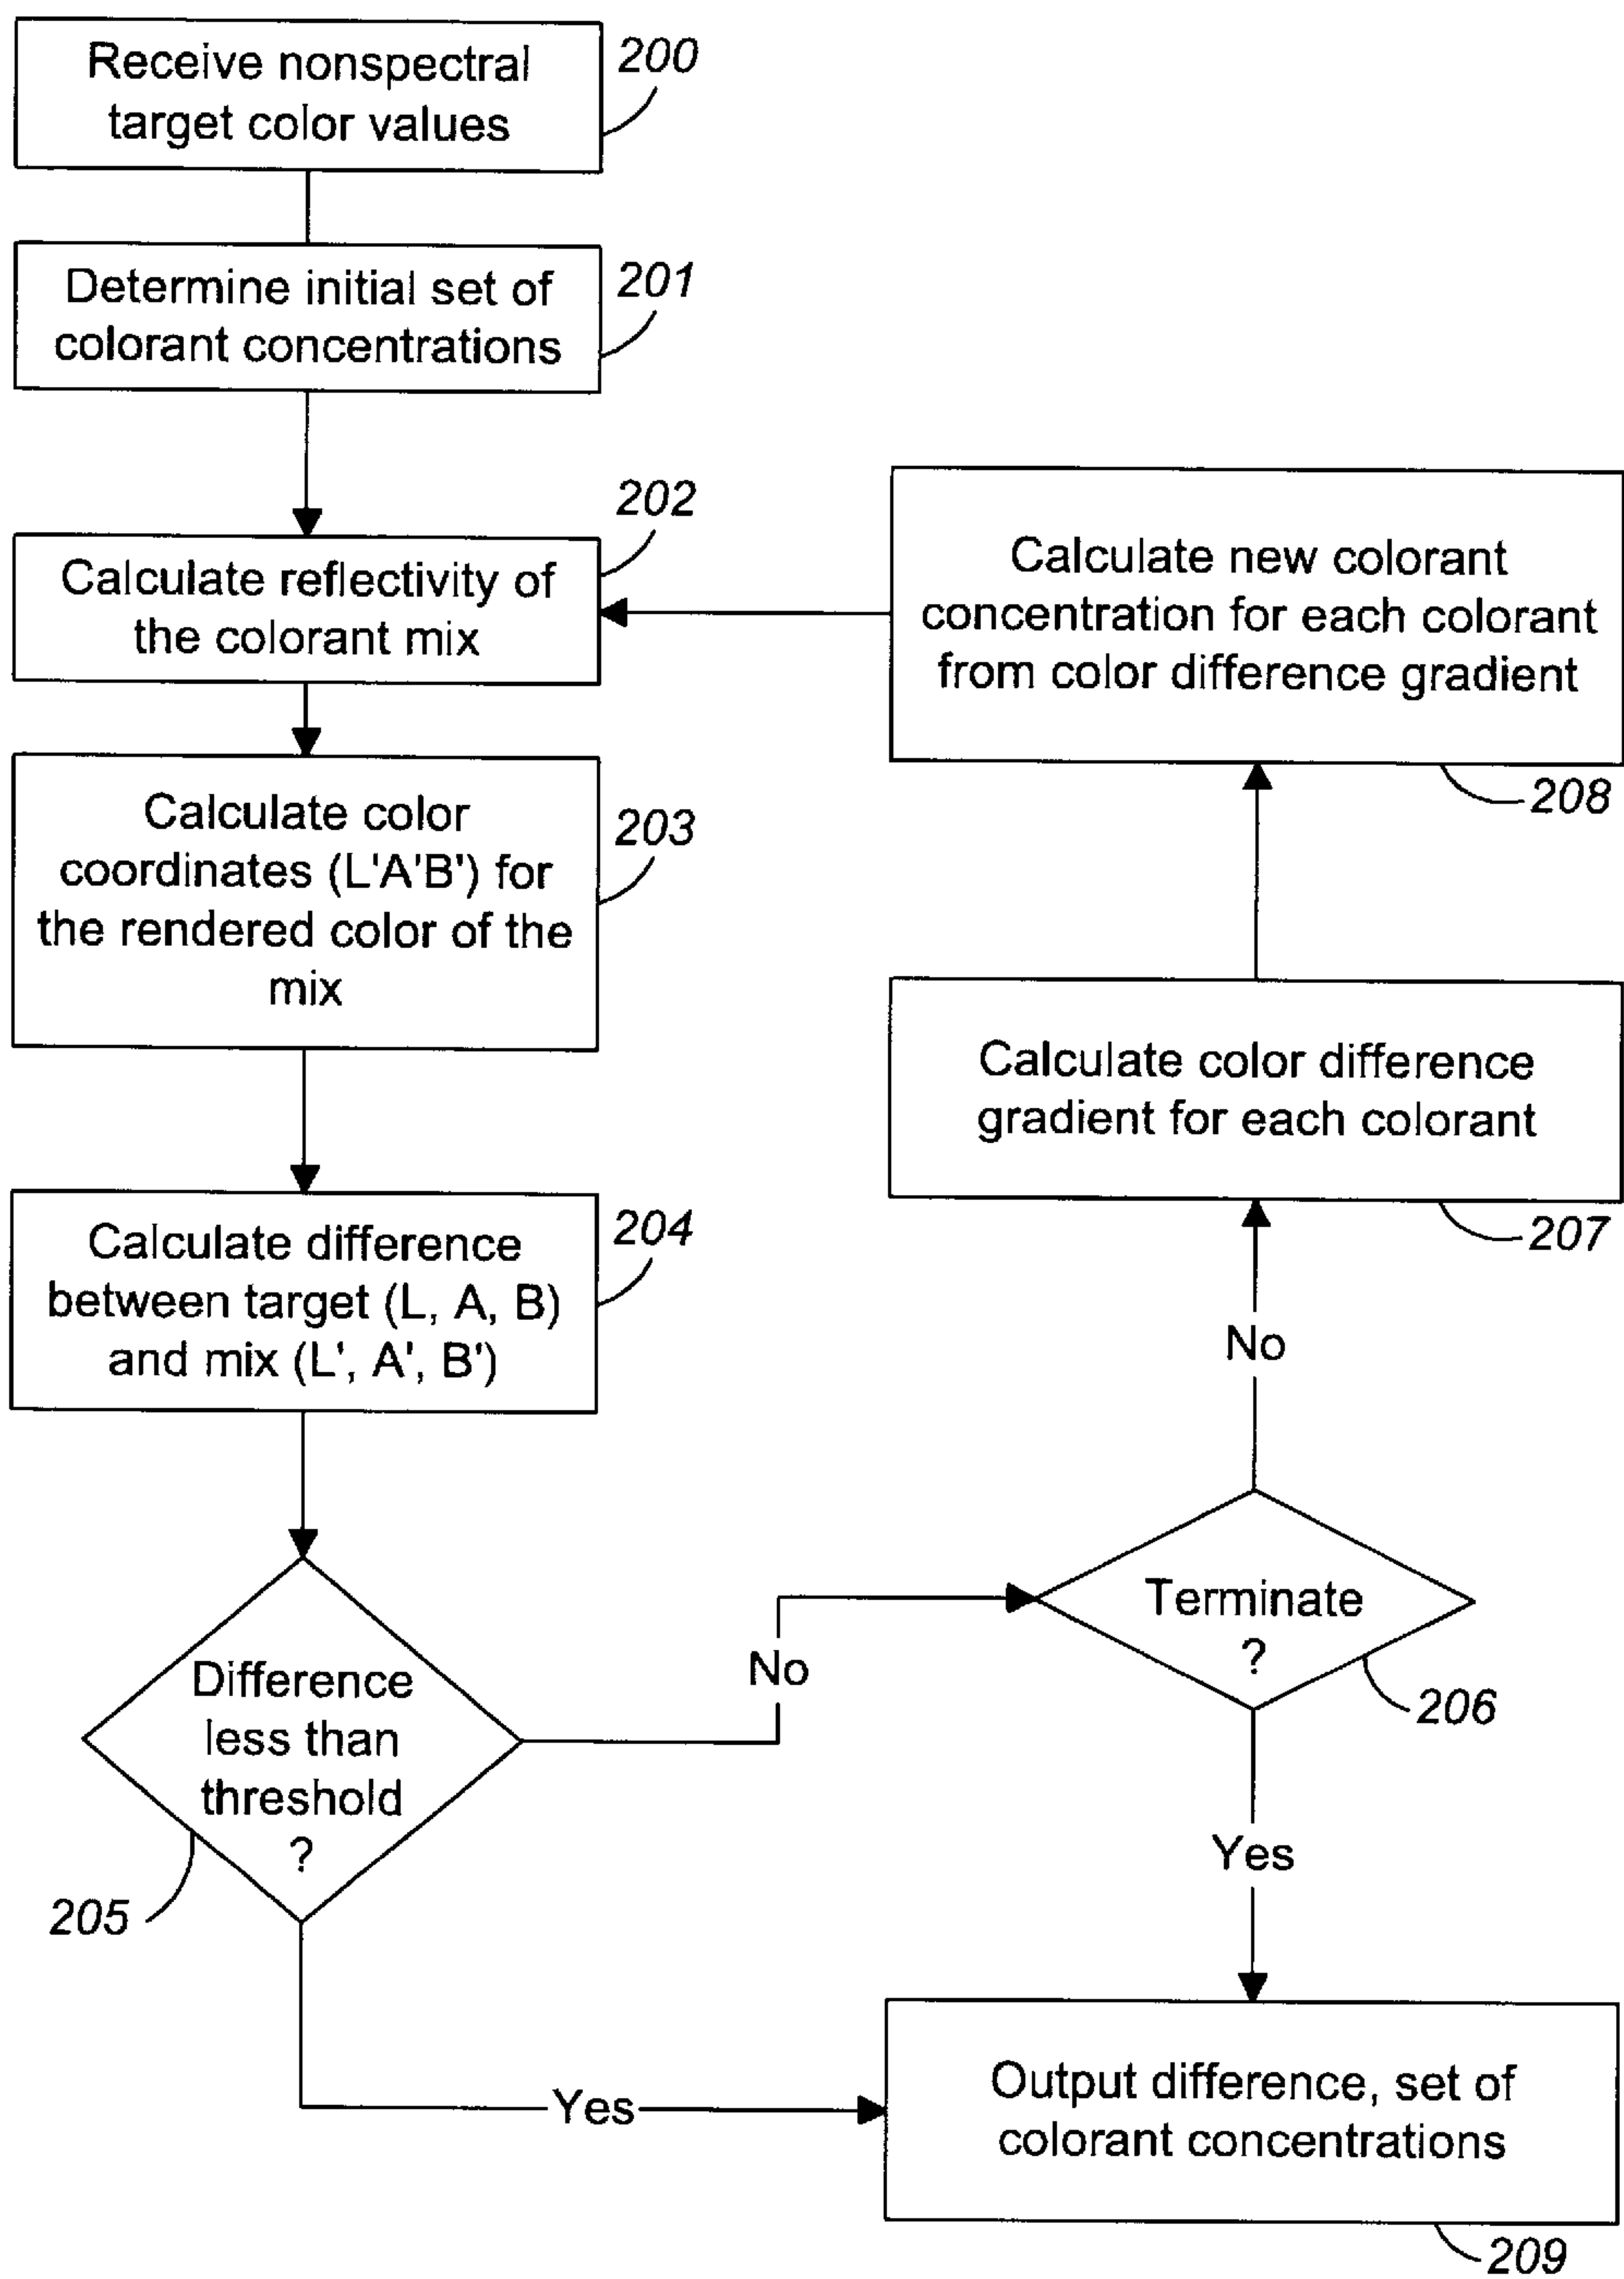 Receive nonspectral
target color values
200
Determine initial set of
colorant concentrations
201
Calculate reflectivity of
the colorant mix
202
Calculate color
coordinates (L'A'B') for
the rendered color of the
mix
203
Calculate difference
between target (L, A, B)
and mix (L', A', B')
204
Difference
less than
threshold
?
205
No
Yes
Terminate
?
206
No
Yes
Calculate color difference
gradient for each colorant
207
Calculate new colorant
concentration for each colorant
from color difference gradient
208
Output difference, set of
colorant concentrations
209